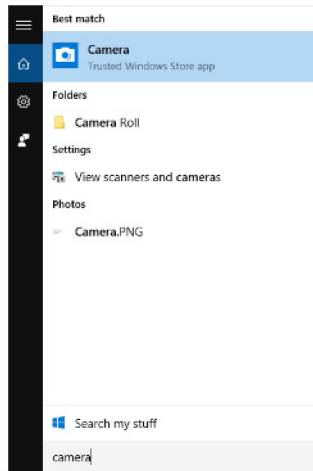 Best match
Camera
Trusted Windows Store app
Folders
Camera Roll
Settings
View scanners and cameras
Photos
Camera.PNG
Search my stuff
camera